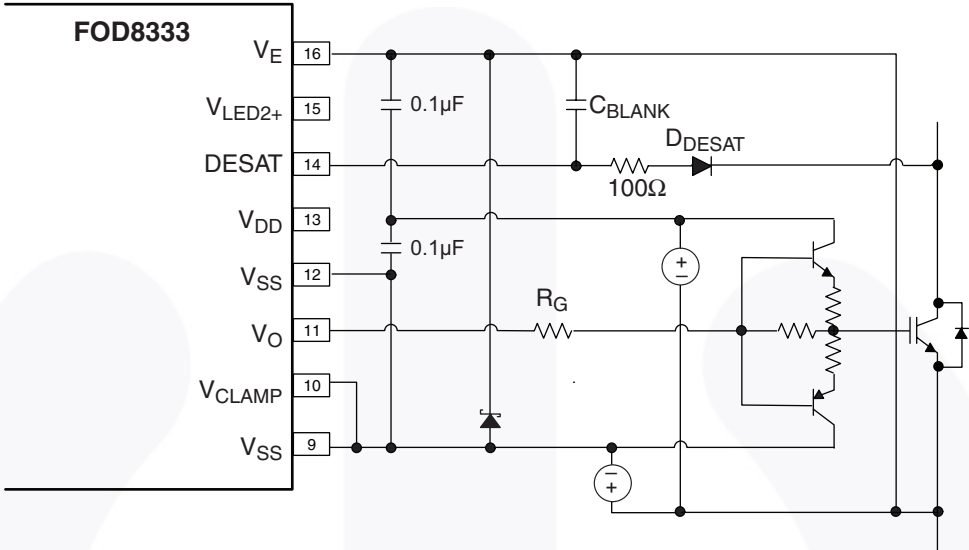 FOD8333
VE 16
VLED2+ 15
DESAT 14
VDD 13
VSS 12
VO 11
VCLAMP 10
VSS 9
0.1µF
CBLANK
DDESAT
100Ω
0.1µF
+
−
RG
−
+